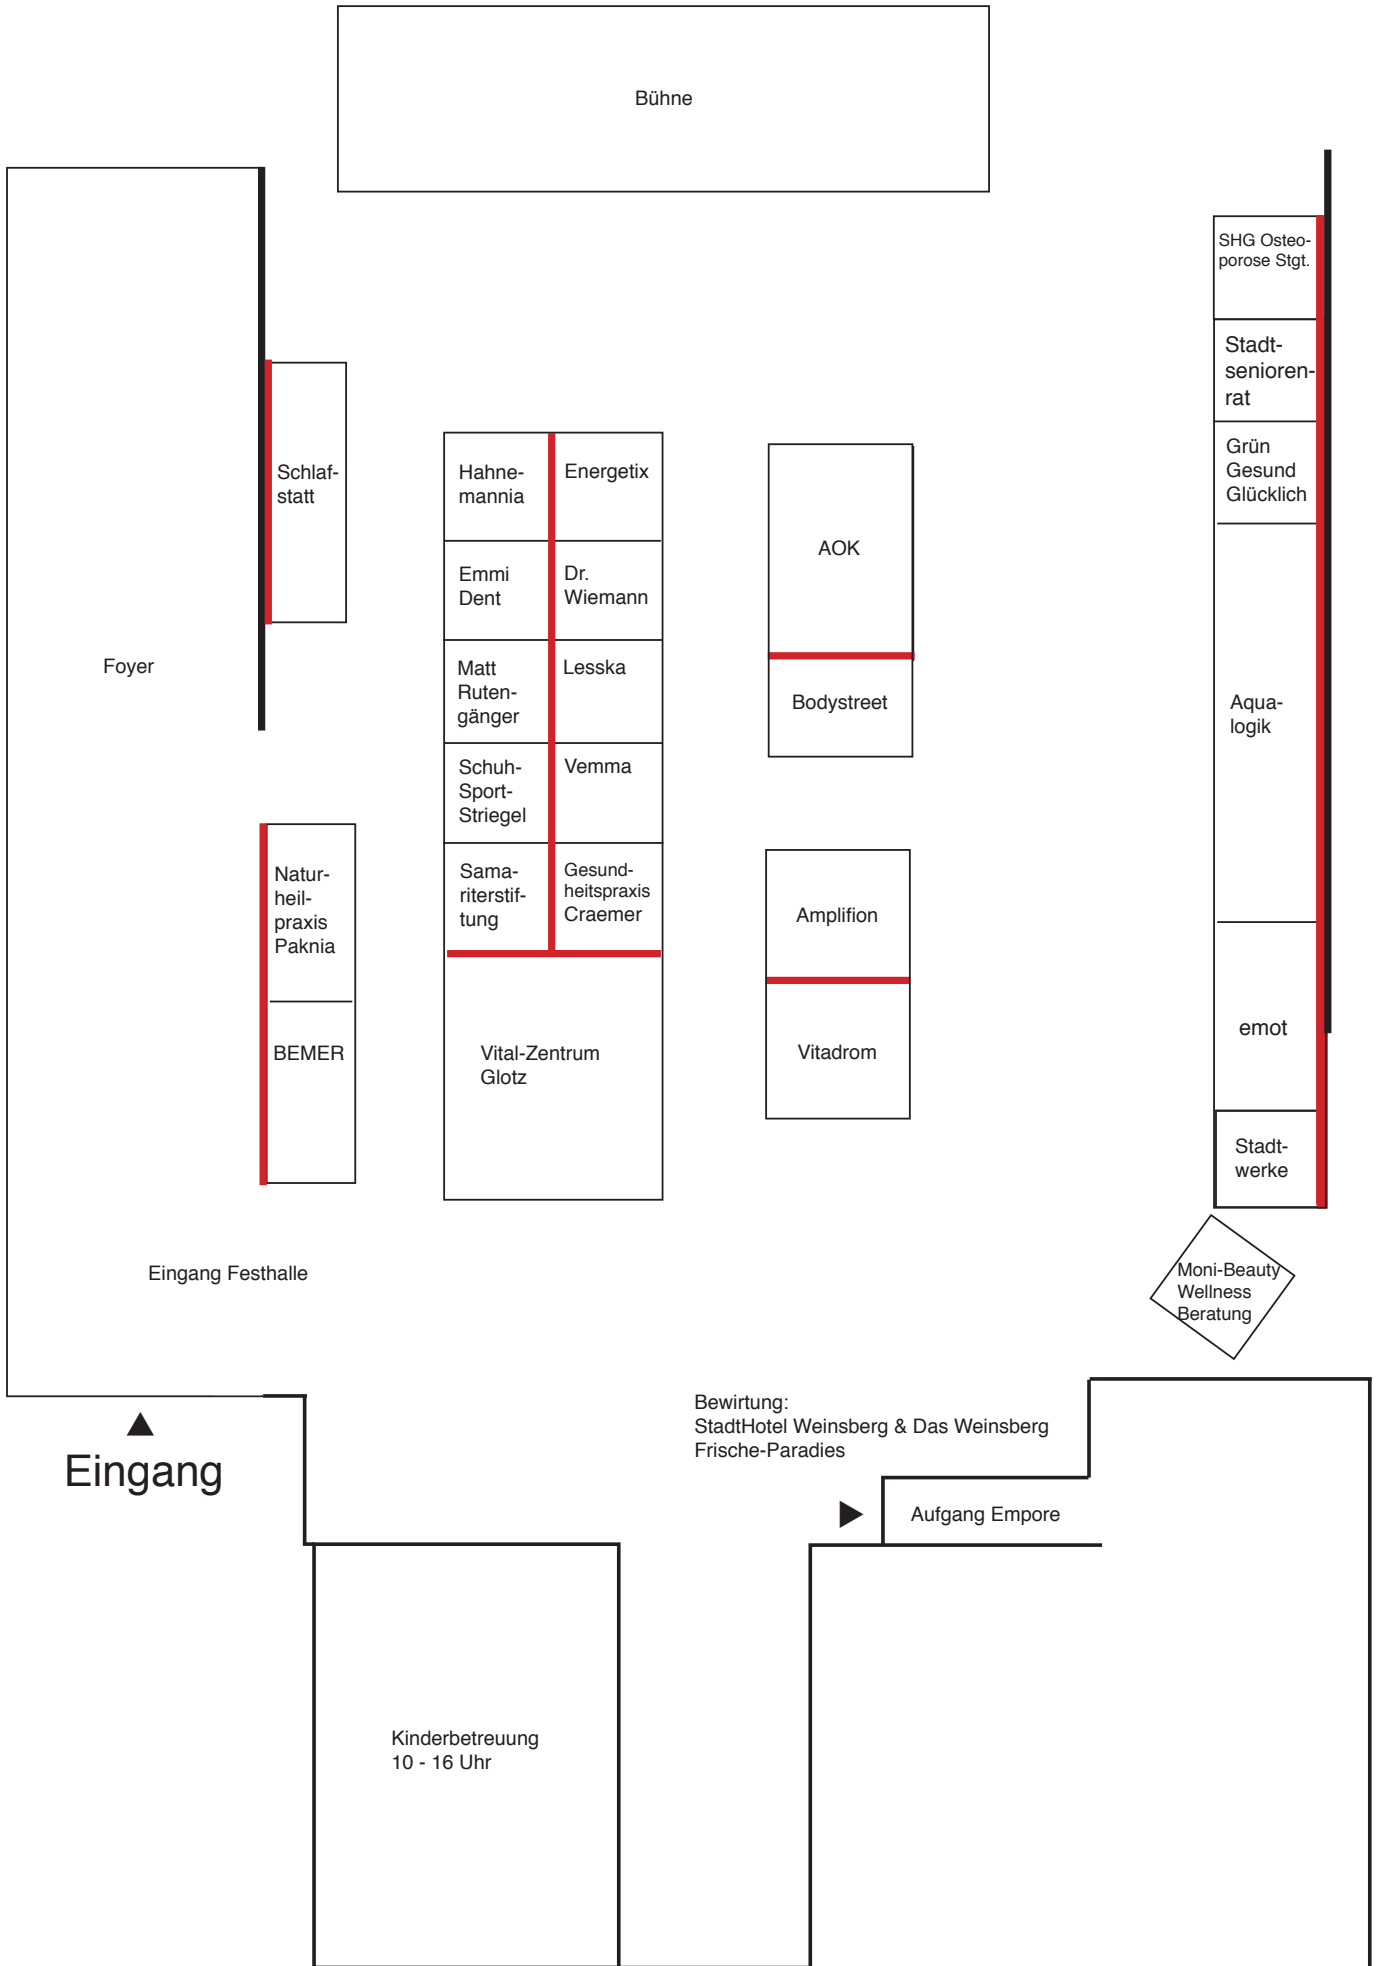 Bühne
SHG Osteo-
porose Stgt.
Stadt-
senioren-
rat
Grün
Gesund
Glücklich
Schlaf-
statt
Hahne-
mannia
Energetix
AOK
Emmi
Dent
Dr.
Wiemann
Foyer
Matt
Ruten-
gänger
Lesska
Bodystreet
Aqua-
logik
Schuh-
Sport-
Striegel
Vemma
Natur-
heil-
praxis
Paknia
Sama-
riterstif-
tung
Gesund-
heitspraxis
Craemer
Amplifion
BEMER
Vital-Zentrum
Glotz
Vitadrom
emot
Stadt-
werke
Eingang Festhalle
Moni-Beauty
Wellness
Beratung
Bewirtung:
StadtHotel Weinsberg & Das Weinsberg
Frische-Paradies
Eingang
Aufgang Empore
Kinderbetreuung
10 - 16 Uhr